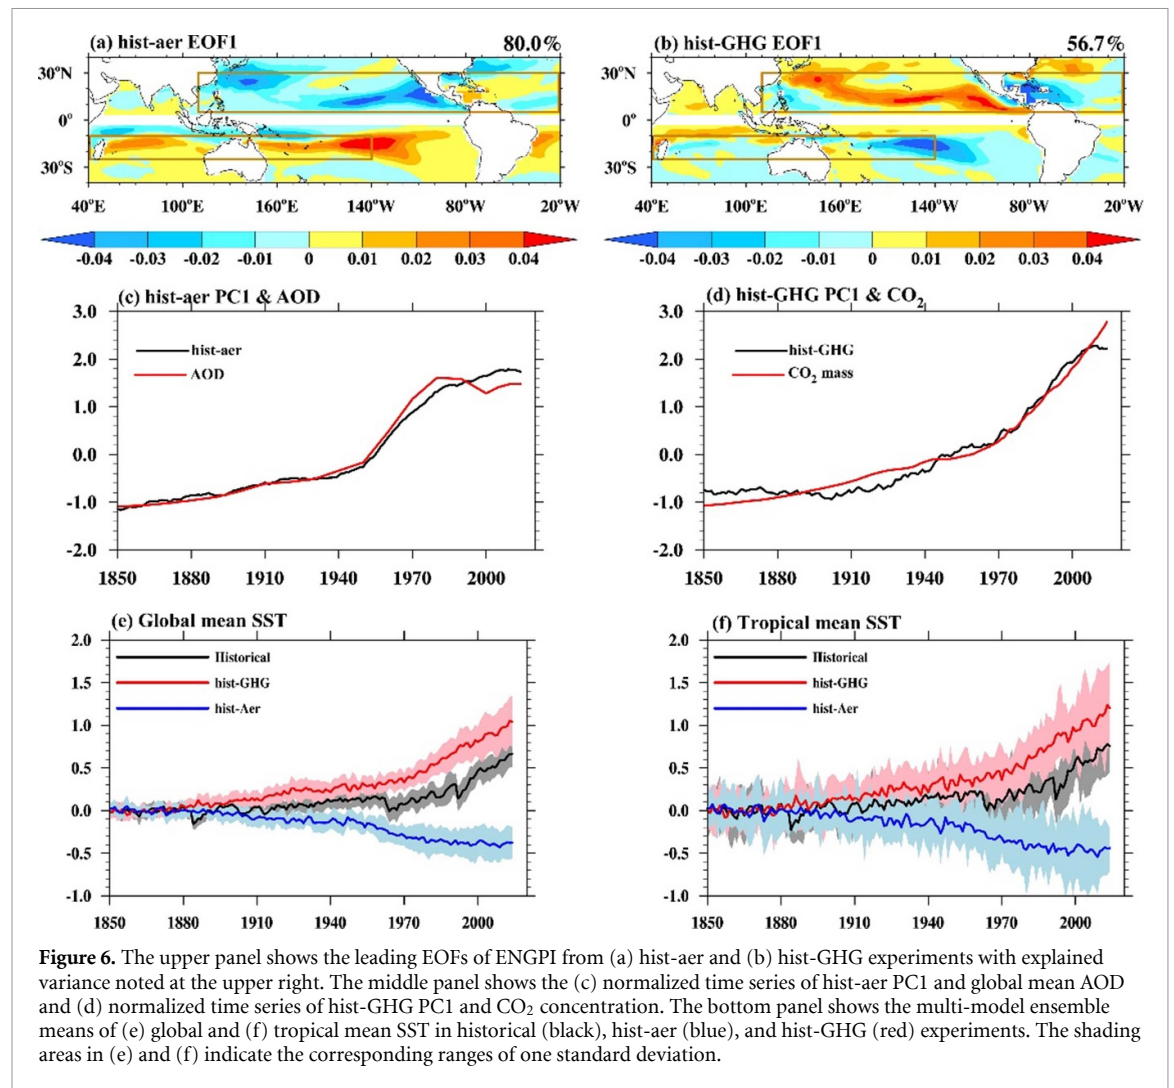 (a) hist-aer EOF1 80.0%
(b) hist-GHG EOF1 56.7%
30°N
0°
30°S
40°E 100°E 160°E 140°W 80°W 20°W
30°N
0°
30°S
40°E 100°E 160°E 140°W 80°W 20°W
-0.04 -0.03 -0.02 -0.01 0 0.01 0.02 0.03 0.04
-0.04 -0.03 -0.02 -0.01 0 0.01 0.02 0.03 0.04
(c) hist-aer PC1 & AOD
3.0
2.0
1.0
0.0
-1.0
-2.0
hist-aer
AOD
1850 1880 1910 1940 1970 2000
(d) hist-GHG PC1 & CO₂
3.0
2.0
1.0
0.0
-1.0
-2.0
hist-GHG
CO₂ mass
1850 1880 1910 1940 1970 2000
(e) Global mean SST
2.0
1.5
1.0
0.5
0.0
-0.5
-1.0
Historical
hist-GHG
hist-Aer
1850 1880 1910 1940 1970 2000
(f) Tropical mean SST
2.0
1.5
1.0
0.5
0.0
-0.5
-1.0
Historical
hist-GHG
hist-Aer
1850 1880 1910 1940 1970 2000
Figure 6. The upper panel shows the leading EOFs of ENGPI from (a) hist-aer and (b) hist-GHG experiments with explained
variance noted at the upper right. The middle panel shows the (c) normalized time series of hist-aer PC1 and global mean AOD
and (d) normalized time series of hist-GHG PC1 and CO₂ concentration. The bottom panel shows the multi-model ensemble
means of (e) global and (f) tropical mean SST in historical (black), hist-aer (blue), and hist-GHG (red) experiments. The shading
areas in (e) and (f) indicate the corresponding ranges of one standard deviation.